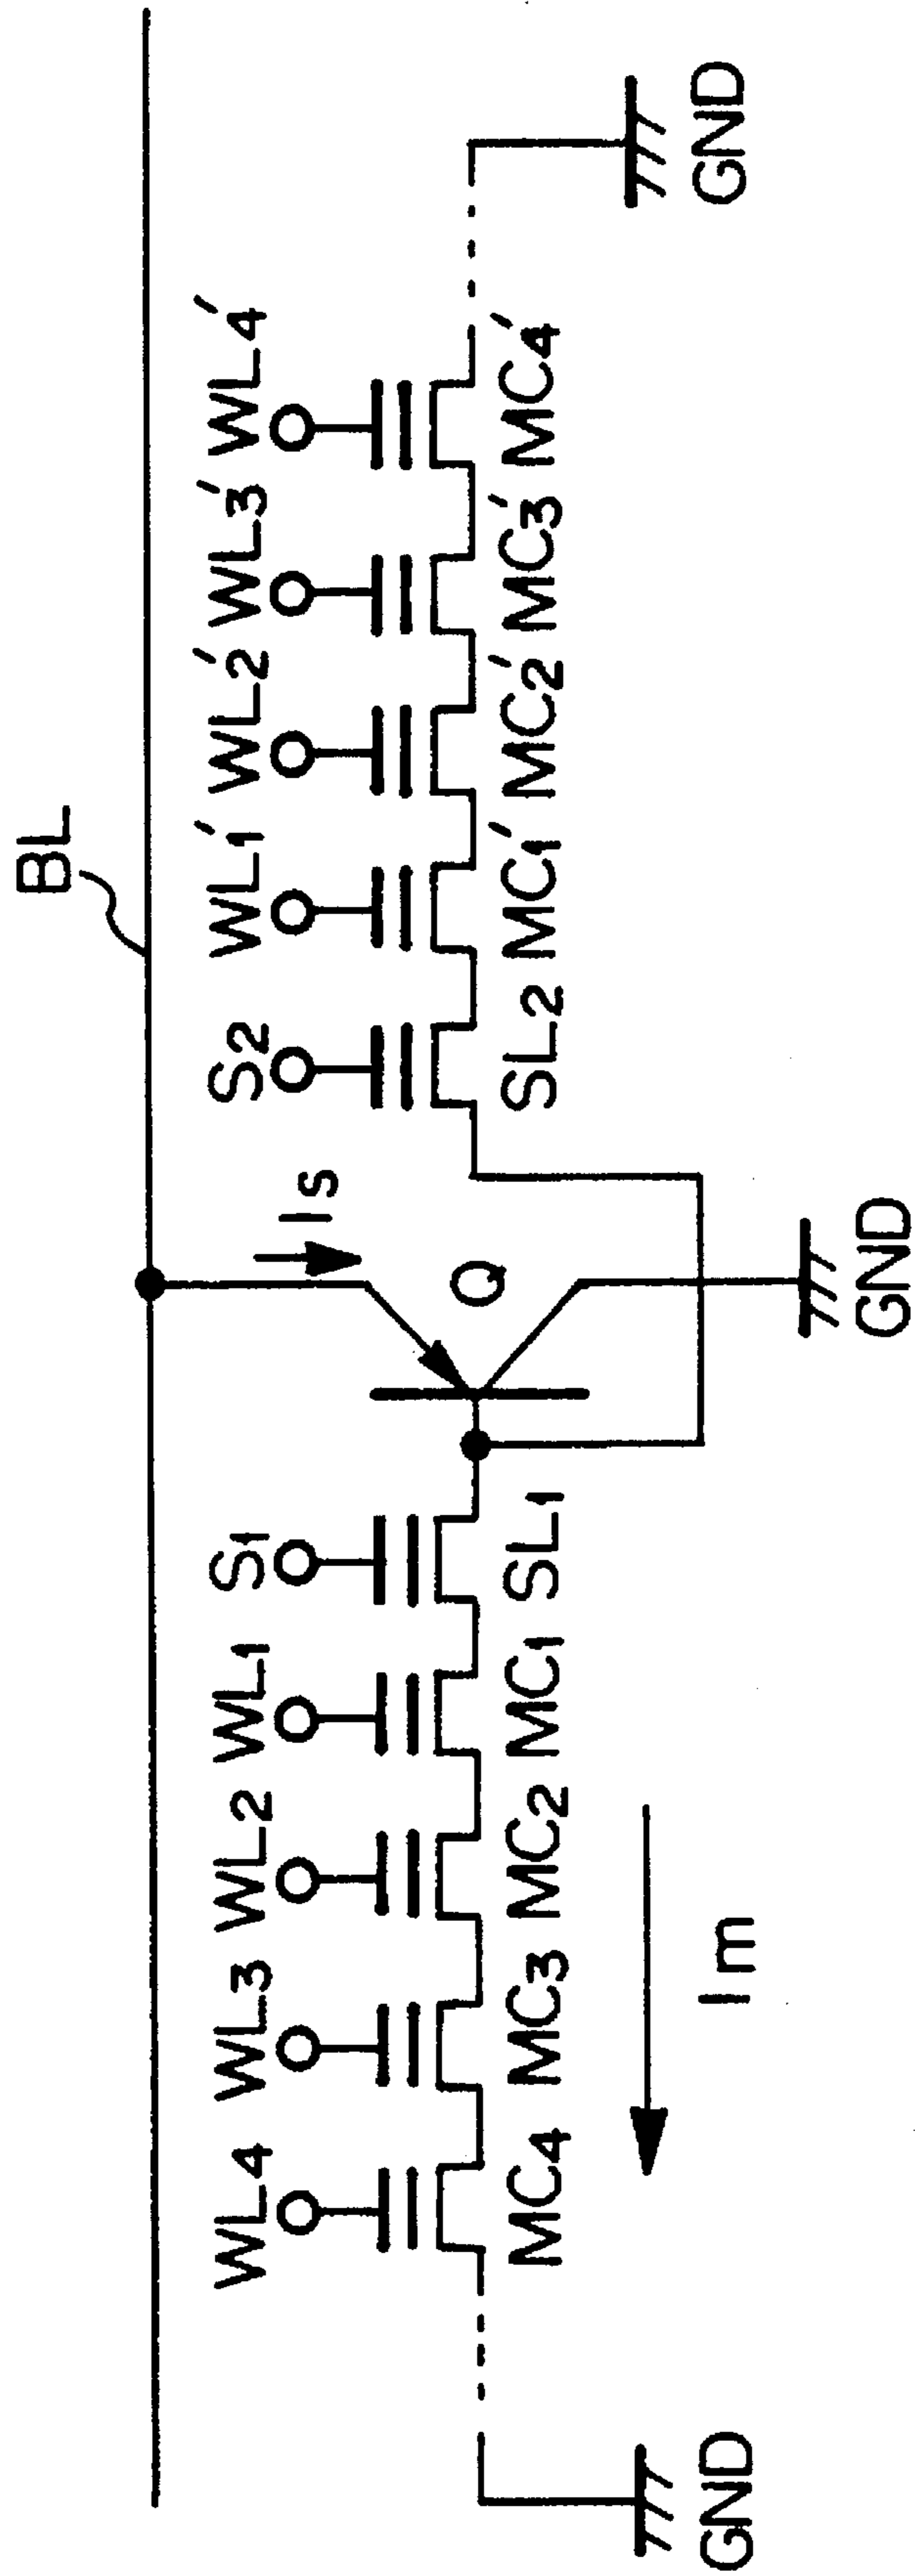 BL
WL4 WL3 WL2 WL1 S1 Is S2 WL1' WL2' WL3' WL4'
Q
MC4 MC3 MC2 MC1 SL1 SL2 MC1' MC2' MC3' MC4'
Im
GND GND GND